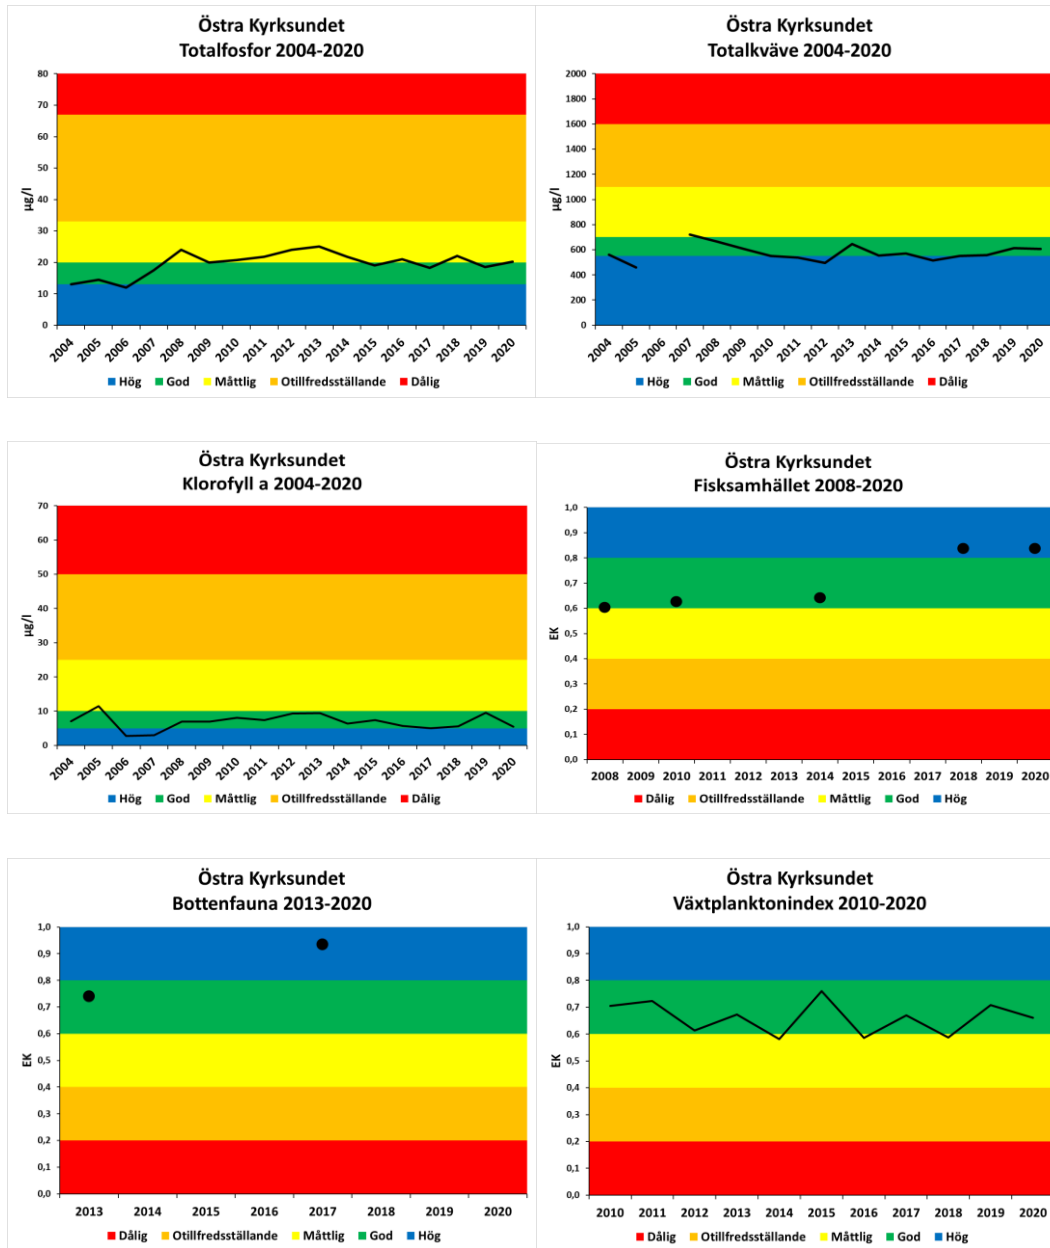 Östra Kyrksundet
Totalfosfor 2004-2020
80
70
60
50
40
30
20
10
0
µg/l
2004 2005 2006 2007 2008 2009 2010 2011 2012 2013 2014 2015 2016 2017 2018 2019 2020
Hög God Måttlig Otillfredsställande Dålig
Östra Kyrksundet
Totalkväve 2004-2020
2000
1800
1600
1400
1200
1000
800
600
400
200
0
µg/l
2004 2005 2006 2007 2008 2009 2010 2011 2012 2013 2014 2015 2016 2017 2018 2019 2020
Hög God Måttlig Otillfredsställande Dålig
Östra Kyrksundet
Klorofyll a 2004-2020
70
60
50
40
30
20
10
0
µg/l
2004 2005 2006 2007 2008 2009 2010 2011 2012 2013 2014 2015 2016 2017 2018 2019 2020
Hög God Måttlig Otillfredsställande Dålig
Östra Kyrksundet
Fisksamhället 2008-2020
1,0
0,9
0,8
0,7
0,6
0,5
0,4
0,3
0,2
0,1
0,0
EK
2008 2009 2010 2011 2012 2013 2014 2015 2016 2017 2018 2019 2020
Dålig Otillfredsställande Måttlig God Hög
Östra Kyrksundet
Bottenfauna 2013-2020
1,0
0,9
0,8
0,7
0,6
0,5
0,4
0,3
0,2
0,1
0,0
EK
2013 2014 2015 2016 2017 2018 2019 2020
Dålig Otillfredsställande Måttlig God Hög
Östra Kyrksundet
Växtplanktonindex 2010-2020
1,0
0,9
0,8
0,7
0,6
0,5
0,4
0,3
0,2
0,1
0,0
EK
2010 2011 2012 2013 2014 2015 2016 2017 2018 2019 2020
Dålig Otillfredsställande Måttlig God Hög